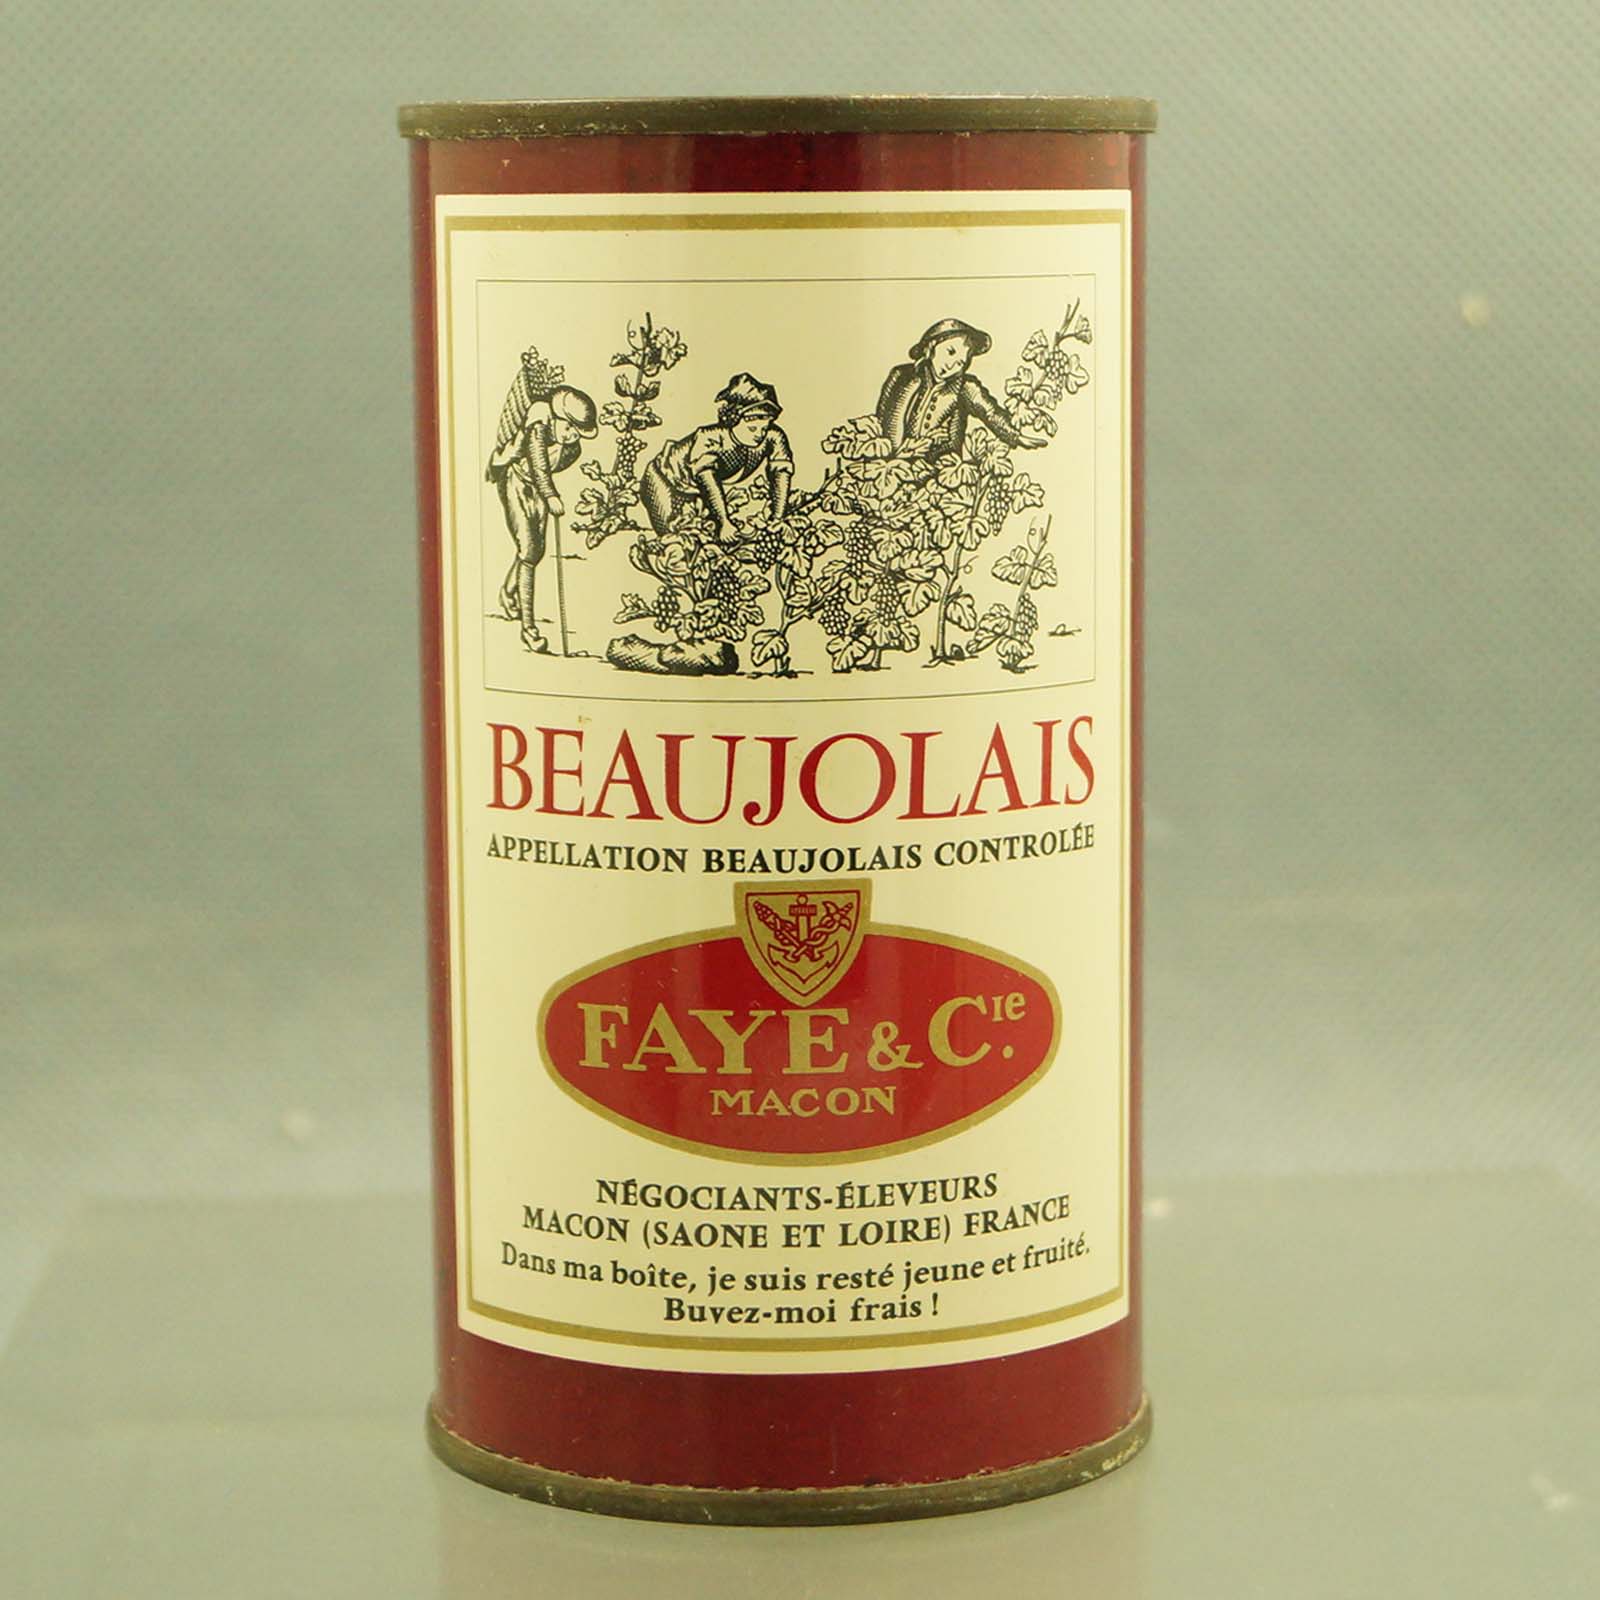 BEAUJOLAIS
APPELLATION BEAUJOLAIS CONTROLÉE
FAYE & CIe.
MACON
NÉGOCIANTS-ÉLEVEURS
MACON (SAONE ET LOIRE) FRANCE
Dans ma boîte, je suis resté jeune et fruité.
Buvez-moi frais !